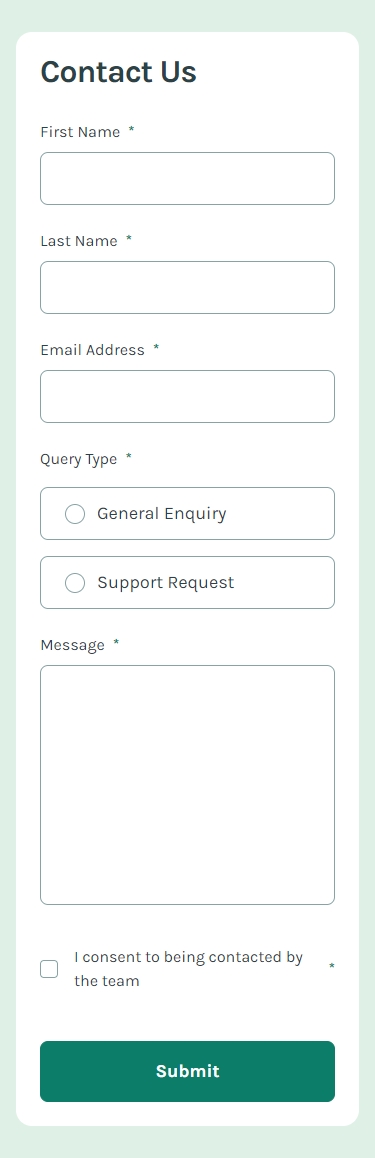 Contact Us
First Name *
Last Name *
Email Address *
Query Type *
General Enquiry
Support Request
Message *
I consent to being contacted by
the team *
Submit